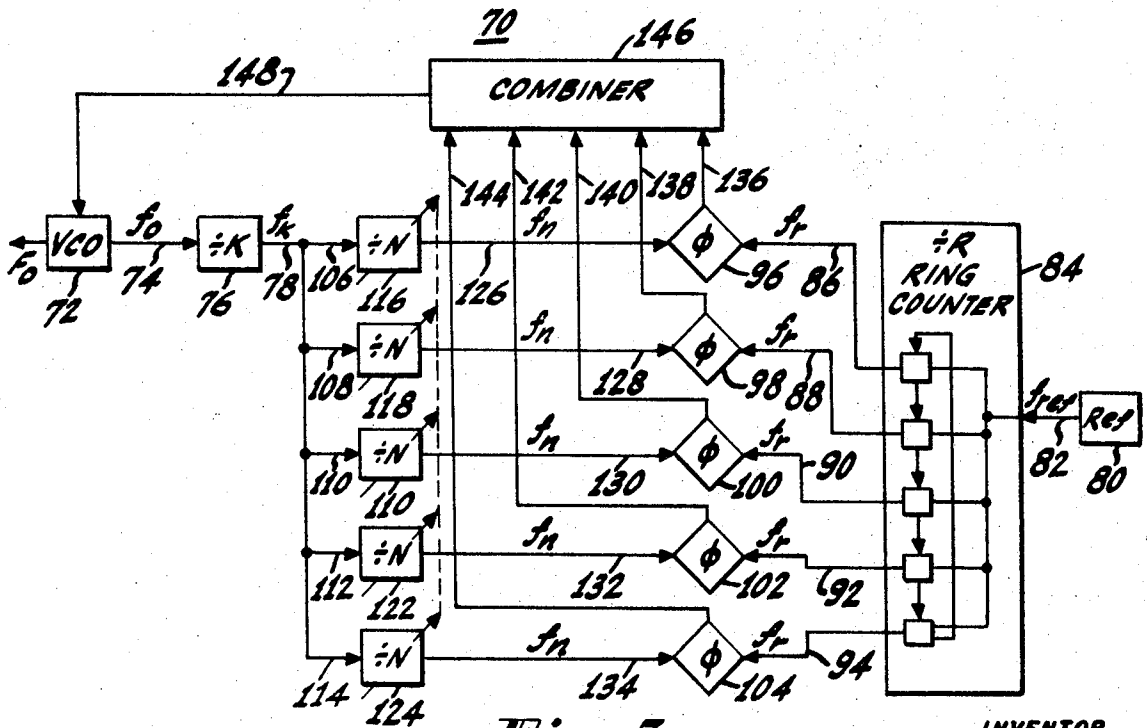 70
146
148
COMBINER
144
142
140
138
136
VCO
f₀
÷K
fₖ
÷N
fₙ
ϕ
fᵣ
÷R
RING
COUNTER
84
F₀
72
74
76
78
106
116
126
96
86
÷N
fₙ
ϕ
fᵣ
108
118
128
98
88
fref
Ref
82
80
÷N
fₙ
ϕ
fᵣ
90
110
110
130
100
÷N
fₙ
ϕ
fᵣ
112
122
132
102
92
÷N
fₙ
ϕ
fᵣ
114
124
134
104
94
INVENTOR